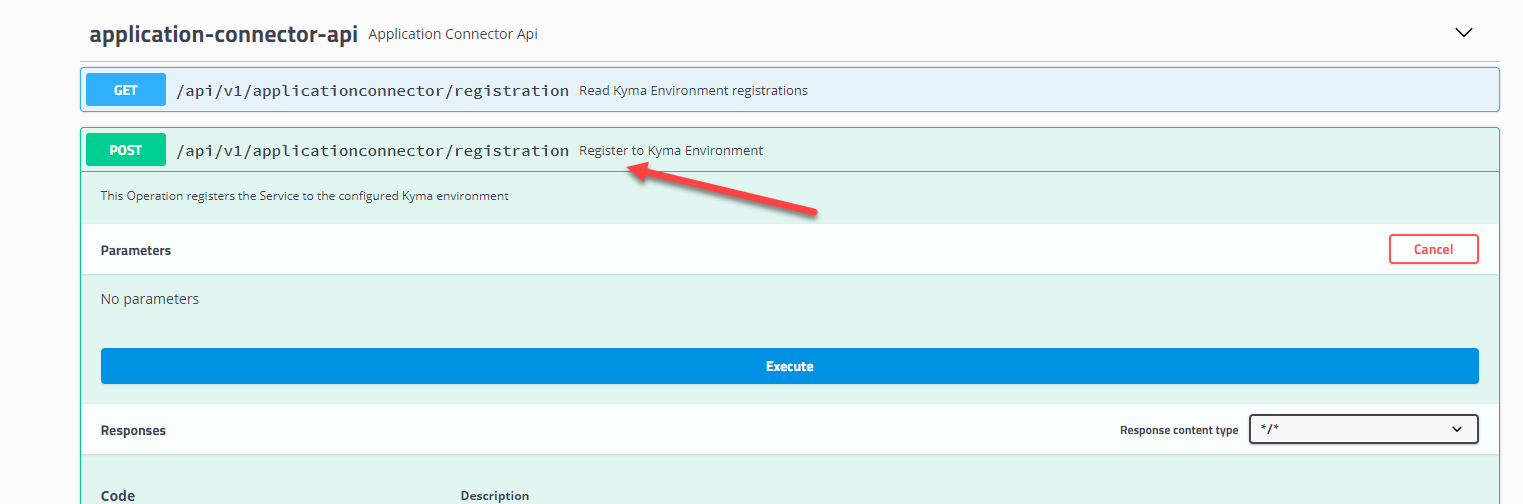 application-connector-api Application Connector Api
GET /api/v1/applicationconnector/registration Read Kyma Environment registrations
POST /api/v1/applicationconnector/registration Register to Kyma Environment
This Operation registers the Service to the configured Kyma environment
Parameters Cancel
No parameters
Execute
Responses Response content type */*
Code Description